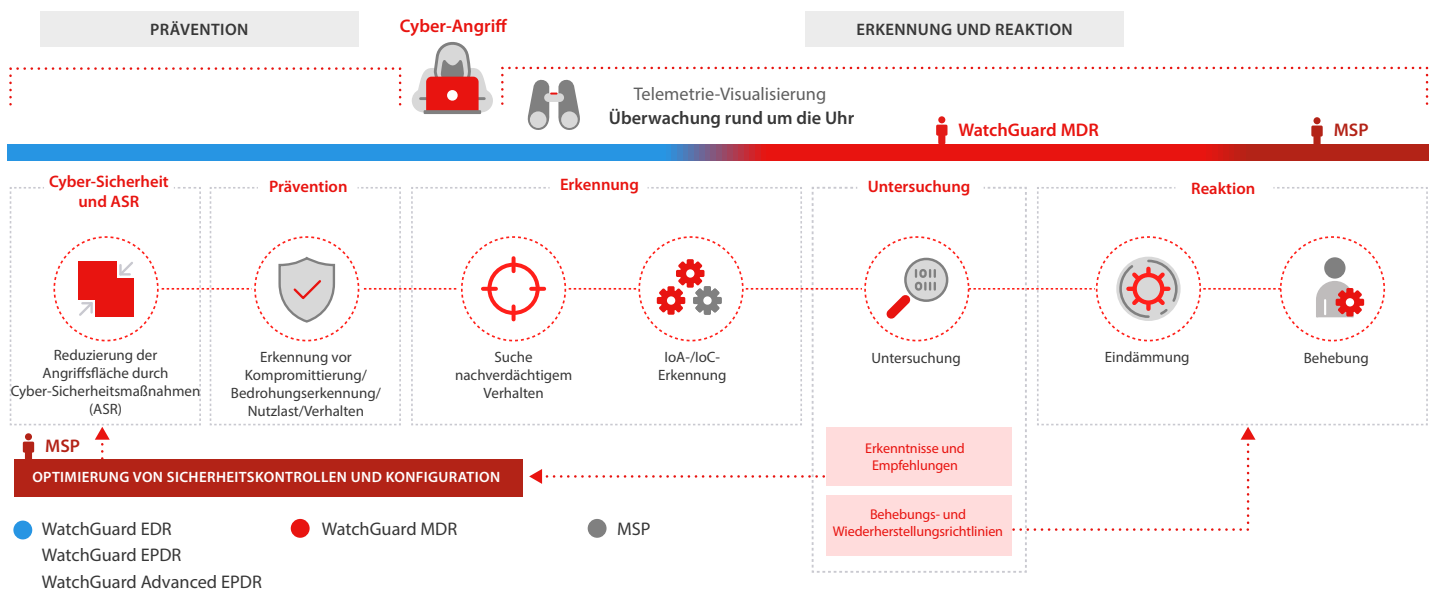 PRÄVENTION
Cyber-Angriff
ERKENNUNG UND REAKTION
Telemetrie-Visualisierung
Überwachung rund um die Uhr
WatchGuard MDR
MSP
Cyber-Sicherheit
und ASR
Prävention
Erkennung
Untersuchung
Reaktion
1011
0111
Reduzierung der
Angriffsfläche durch
Cyber-Sicherheitsmaßnahmen
(ASR)
Erkennung vor
Kompromittierung/
Bedrohungserkennung/
Nutzlast/Verhalten
Suche
nachverdächtigem
Verhalten
IoA-/IoC-
Erkennung
Untersuchung
Eindämmung
Behebung
MSP
OPTIMIERUNG VON SICHERHEITSKONTROLLEN UND KONFIGURATION
Erkenntnisse und
Empfehlungen
Behebungs- und
Wiederherstellungsrichtlinien
WatchGuard EDR
WatchGuard EPDR
WatchGuard Advanced EPDR
WatchGuard MDR
MSP